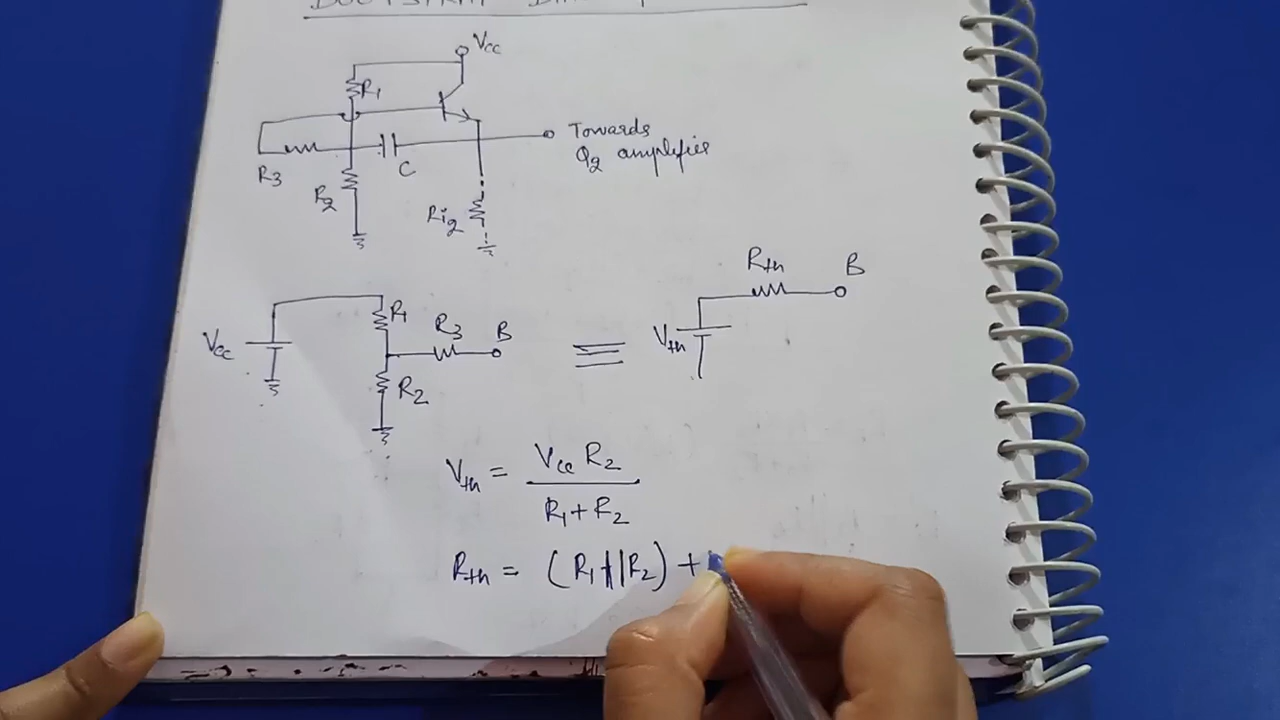 Vcc
R1
R3
C
Towards
Q2 amplifier
R2
Ri2
Rth
B
R1
Vcc
R3
B
Vth
R2
Vth = Vcc R2
R1+R2
Rth = (R1||R2) +